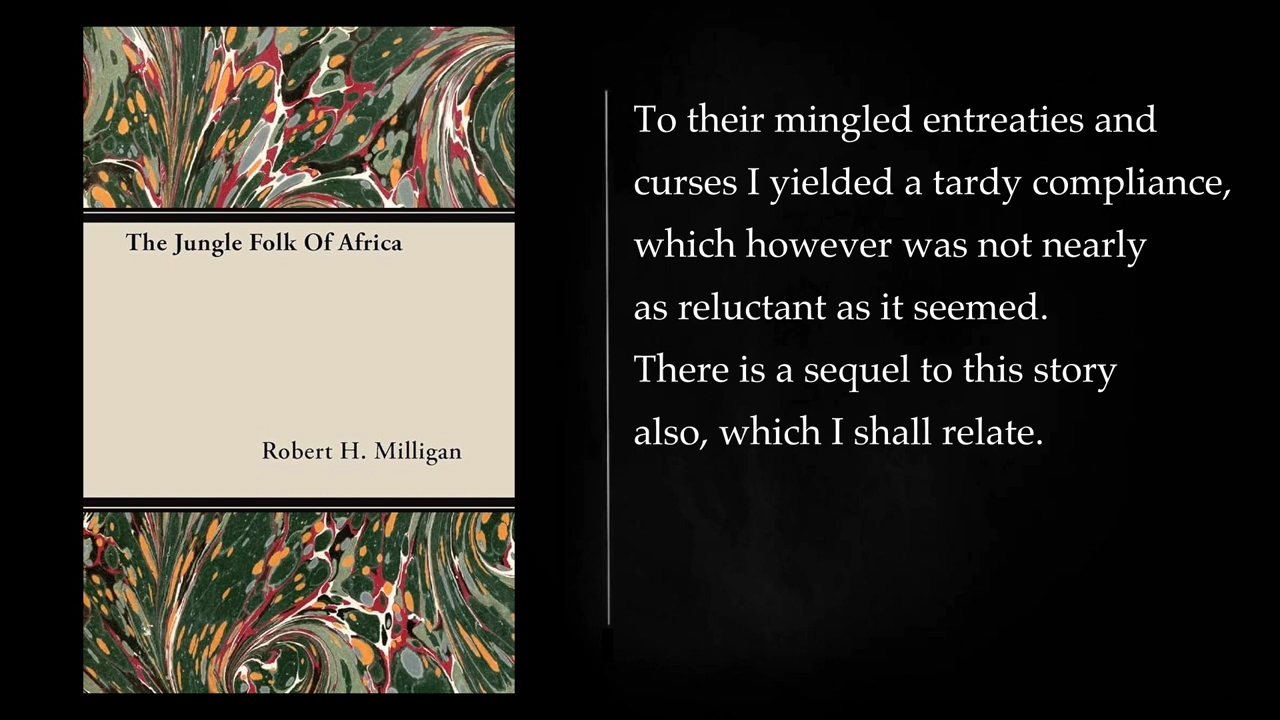 The Jungle Folk Of Africa
Robert H. Milligan
To their mingled entreaties and
curses I yielded a tardy compliance,
which however was not nearly
as reluctant as it seemed.
There is a sequel to this story
also, which I shall relate.